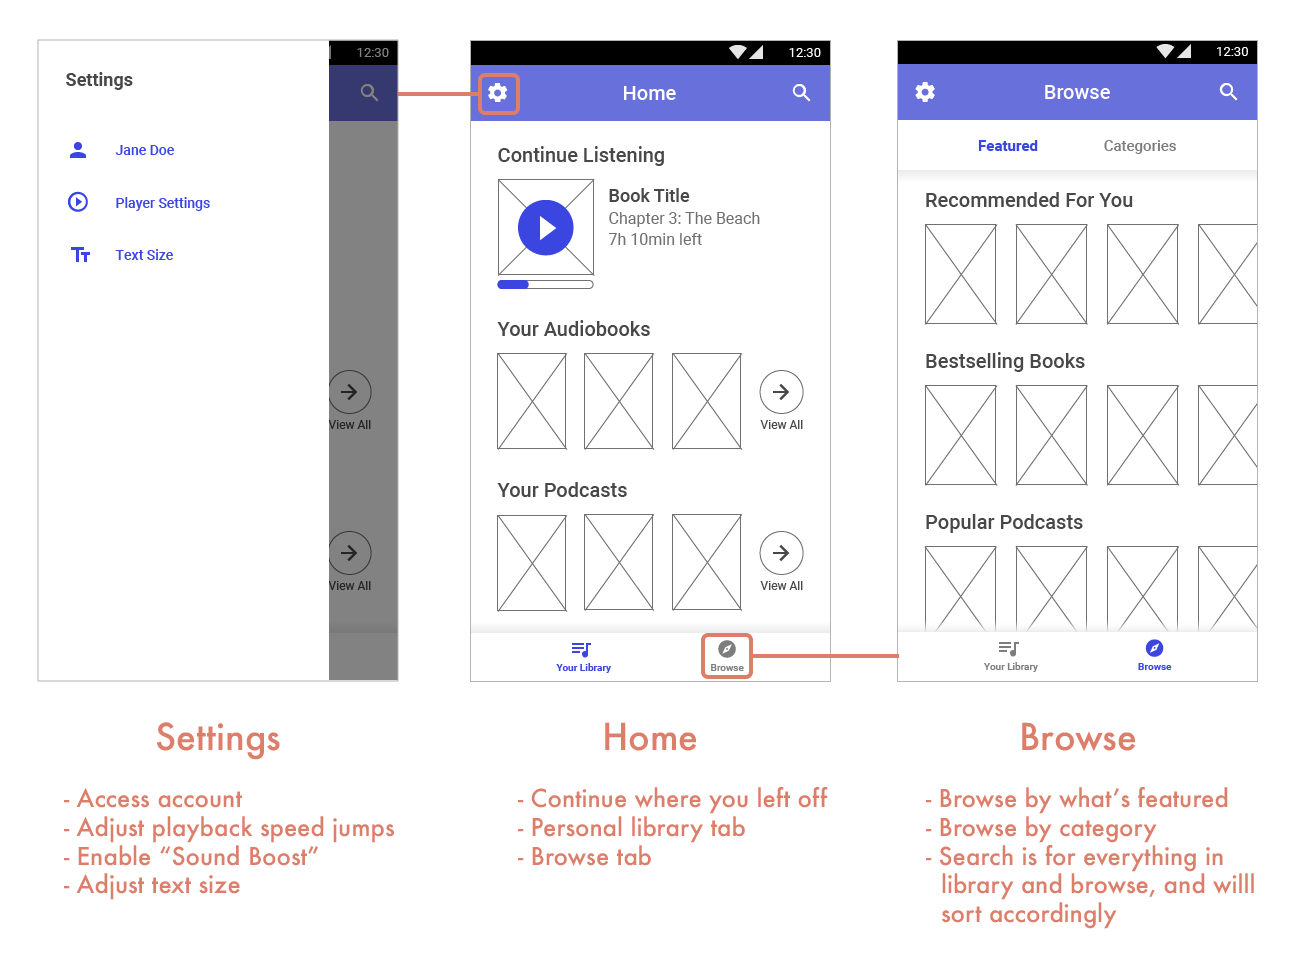 12:30
Settings
Jane Doe
Player Settings
Text Size
View All
View All
12:30
Home
Continue Listening
Book Title
Chapter 3: The Beach
7h 10min left
Your Audiobooks
View All
Your Podcasts
View All
Your Library
Browse
12:30
Browse
Featured
Categories
Recommended For You
Bestselling Books
Popular Podcasts
Your Library
Browse
Settings
- Access account
- Adjust playback speed jumps
- Enable “Sound Boost”
- Adjust text size
Home
- Continue where you left off
- Personal library tab
- Browse tab
Browse
- Browse by what’s featured
- Browse by category
- Search is for everything in
library and browse, and willl
sort accordingly